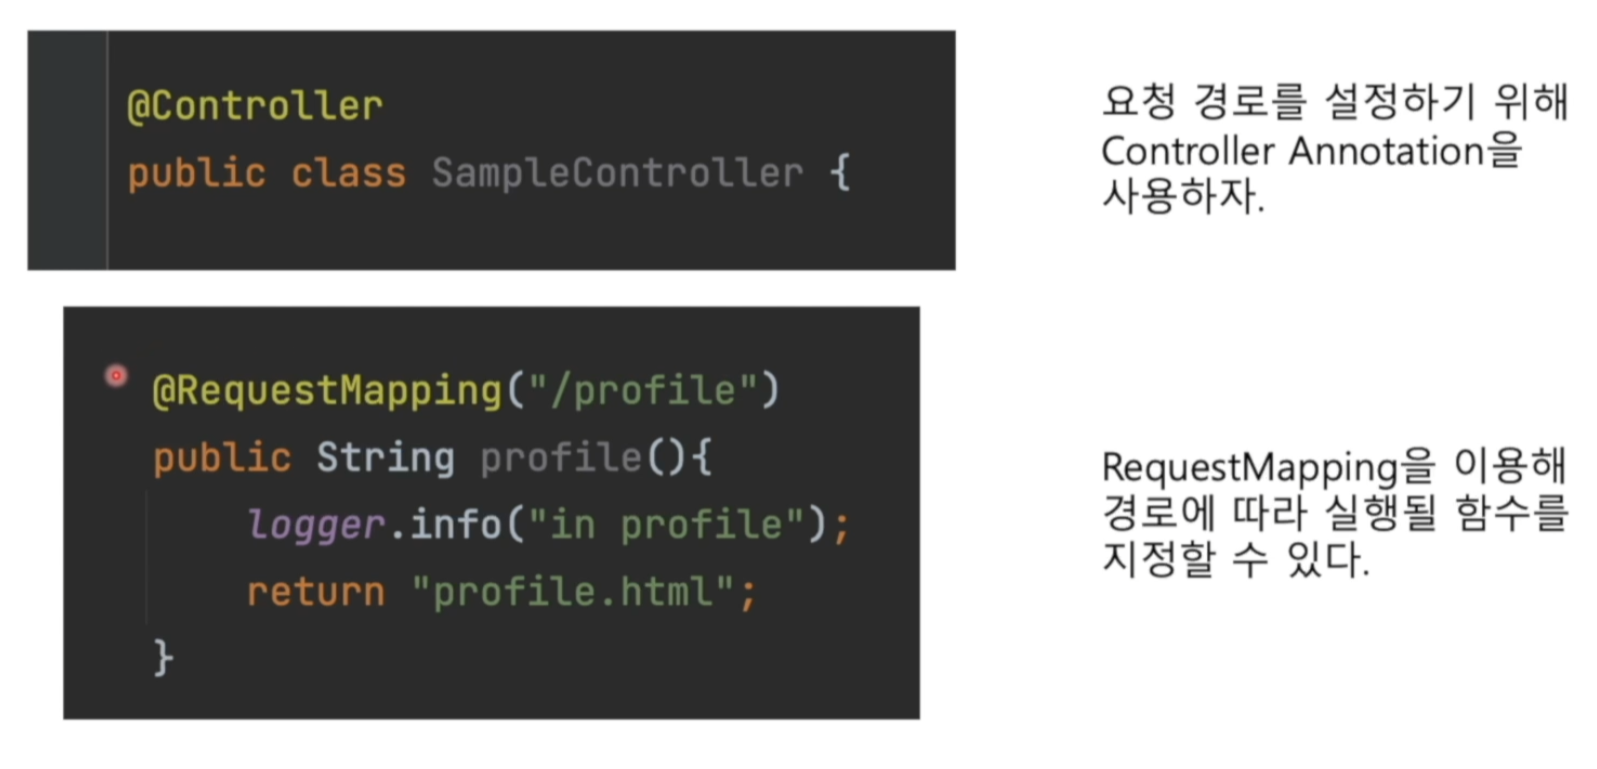 @Controller
public class SampleController {
요청 경로를 설정하기 위해
Controller Annotation을
사용하자.
@RequestMapping("/profile")
public String profile(){
logger.info("in profile");
return "profile.html";
}
RequestMapping을 이용해
경로에 따라 실행될 함수를
지정할 수 있다.